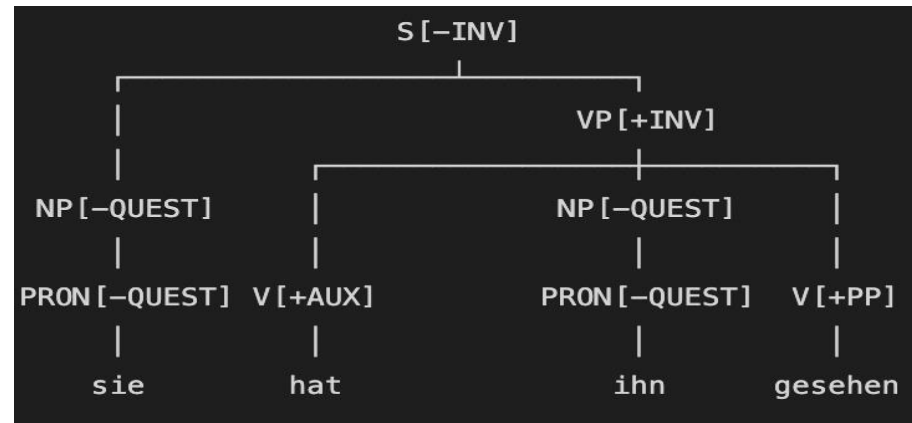 S[–INV]
VP[+INV]
NP[–QUEST] NP[–QUEST]
PRON[–QUEST] V[+AUX] PRON[–QUEST] V[+PP]
sie hat ihn gesehen